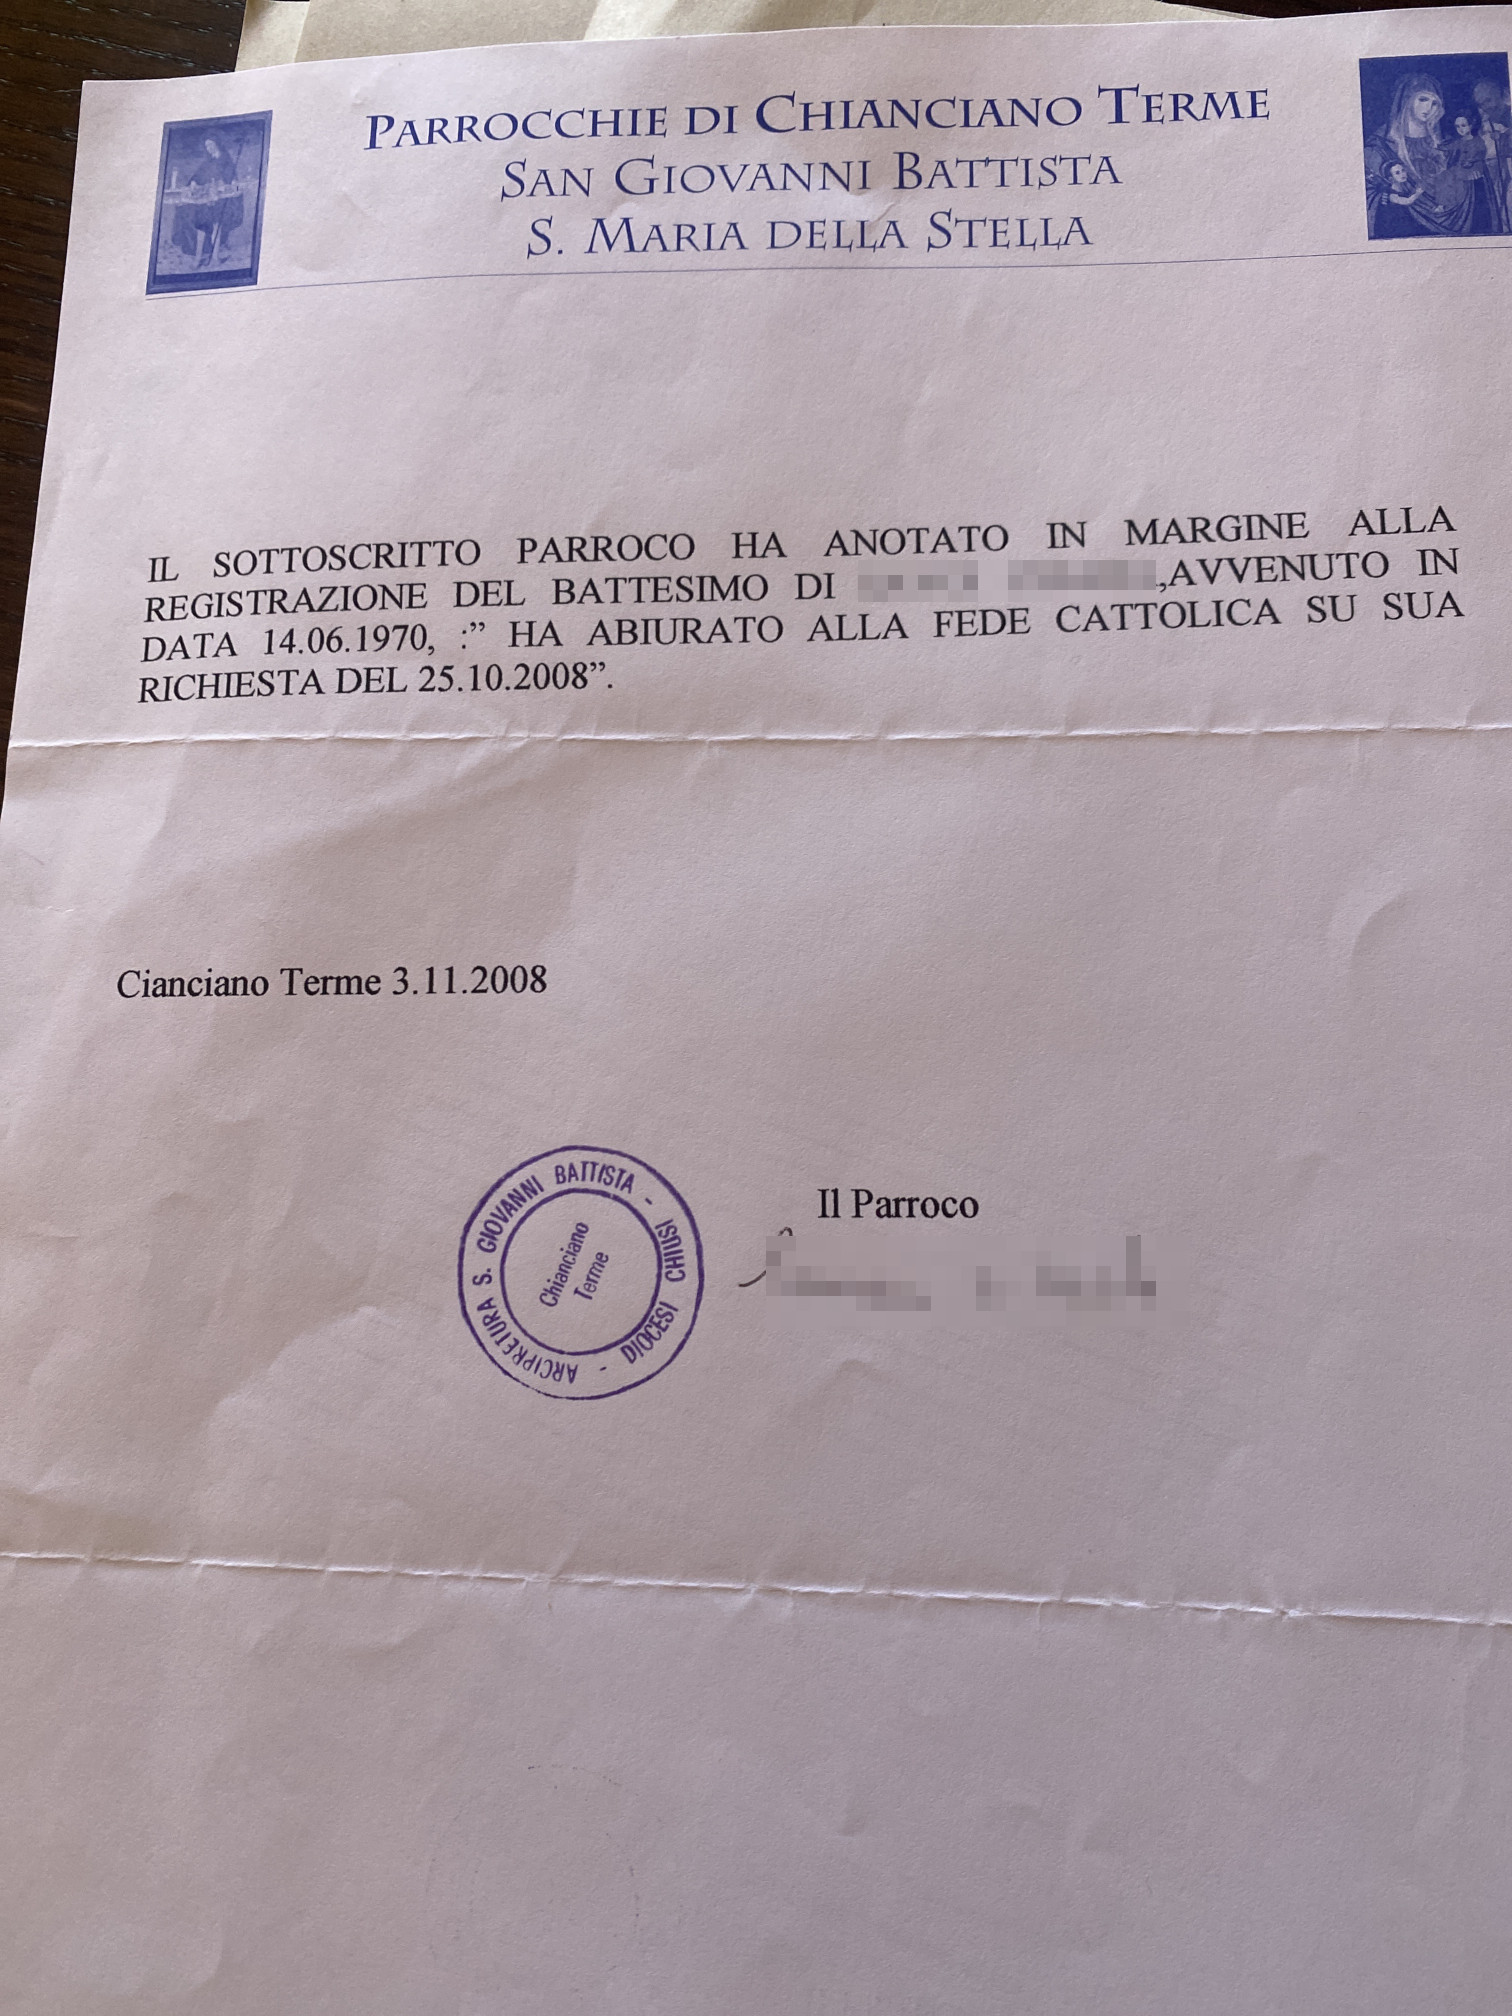 PARROCCHIE DI CHIANCIANO TERME
SAN GIOVANNI BATTISTA
S. MARIA DELLA STELLA
IL SOTTOSCRITTO PARROCO HA ANOTATO IN MARGINE ALLA
REGISTRAZIONE DEL BATTESIMO DI ,AVVENUTO IN
DATA 14.06.1970, :” HA ABIURATO ALLA FEDE CATTOLICA SU SUA
RICHIESTA DEL 25.10.2008”.
Cianciano Terme 3.11.2008
Il Parroco
ARCIPRETURA S. GIOVANNI BATTISTA - DIOCESI CHIUSI -
Chianciano
Terme